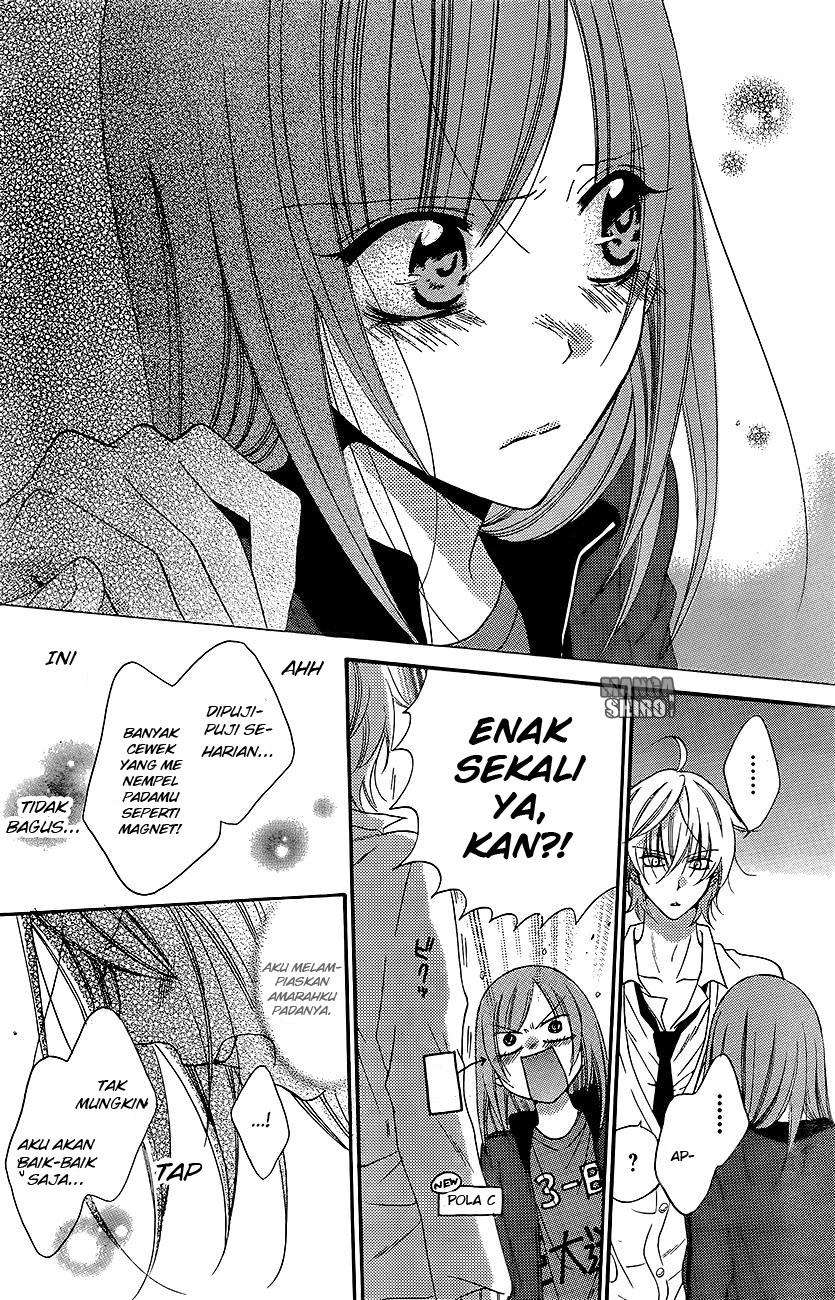 MANGA
SHIRO
......
ENAK
SEKALI
YA,
KAN?!
......
AP-
?
3-B
NEW
POLA C
AHH
DIPUJI-
PUJI SE-
HARIAN...
BANYAK
CEWEK
YANG ME
NEMPEL
PADAMU
SEPERTI
MAGNET!
INI
TIDAK
BAGUS...
AKU MELAM-
PIASKAN
AMARAHKU
PADANYA.
...!
TAP
TAK
MUNGKIN
AKU AKAN
BAIK-BAIK
SAJA...